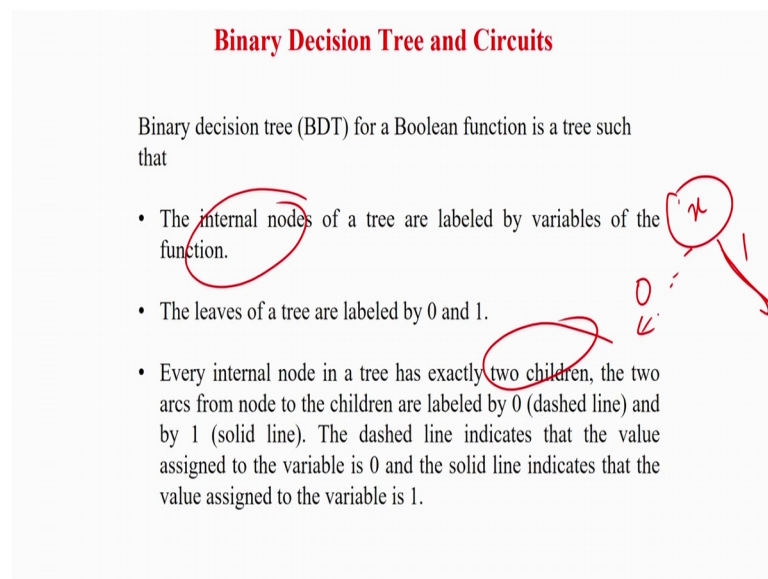 Binary Decision Tree and Circuits
Binary decision tree (BDT) for a Boolean function is a tree such
that
• The internal nodes of a tree are labeled by variables of the
function.
x
1
0
• The leaves of a tree are labeled by 0 and 1.
• Every internal node in a tree has exactly two children, the two
arcs from node to the children are labeled by 0 (dashed line) and
by 1 (solid line). The dashed line indicates that the value
assigned to the variable is 0 and the solid line indicates that the
value assigned to the variable is 1.